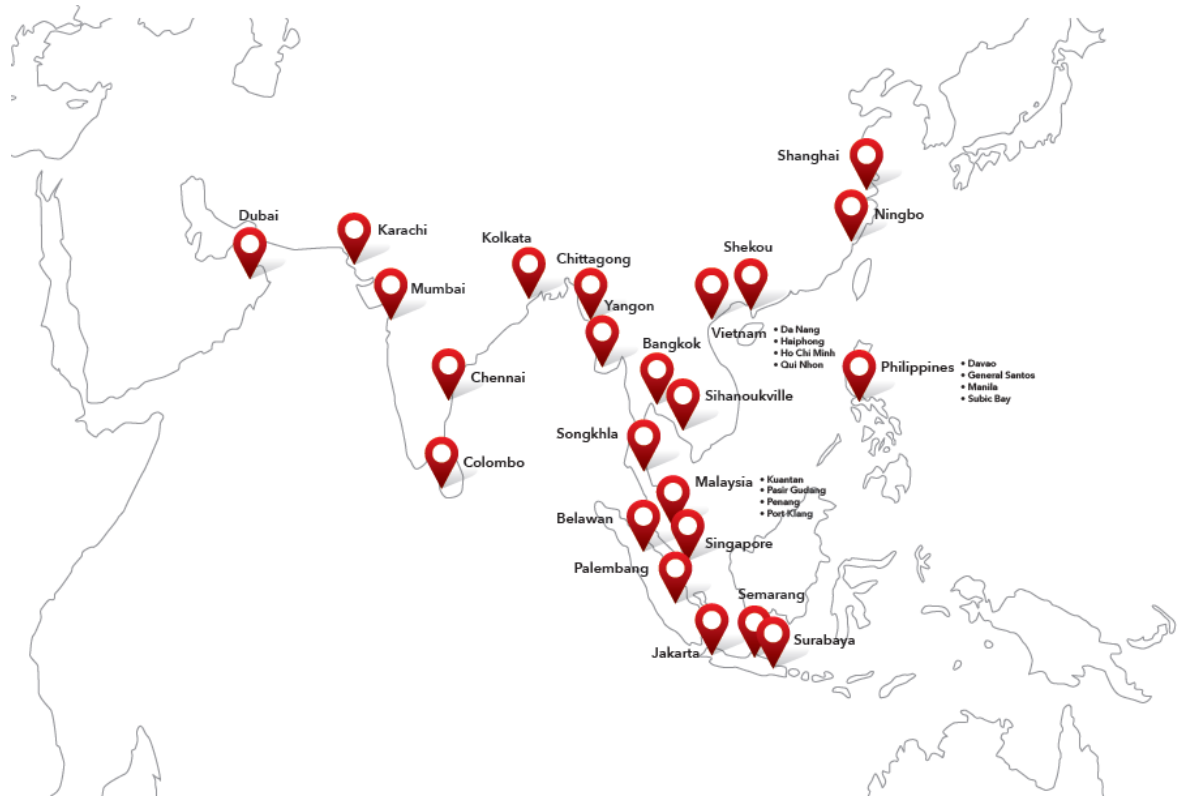 Shanghai
Ningbo
Dubai
Karachi
Kolkata
Shekou
Chittagong
Mumbai
Yangon
Vietnam
• Da Nang
• Haiphong
• Ho Chi Minh
• Qui Nhon
Bangkok
Philippines
• Davao
• General Santos
• Manila
• Subic Bay
Chennai
Sihanoukville
Songkhla
Colombo
Malaysia
• Kuantan
• Pasir Gudang
• Penang
• Port Klang
Belawan
Singapore
Palembang
Semarang
Surabaya
Jakarta